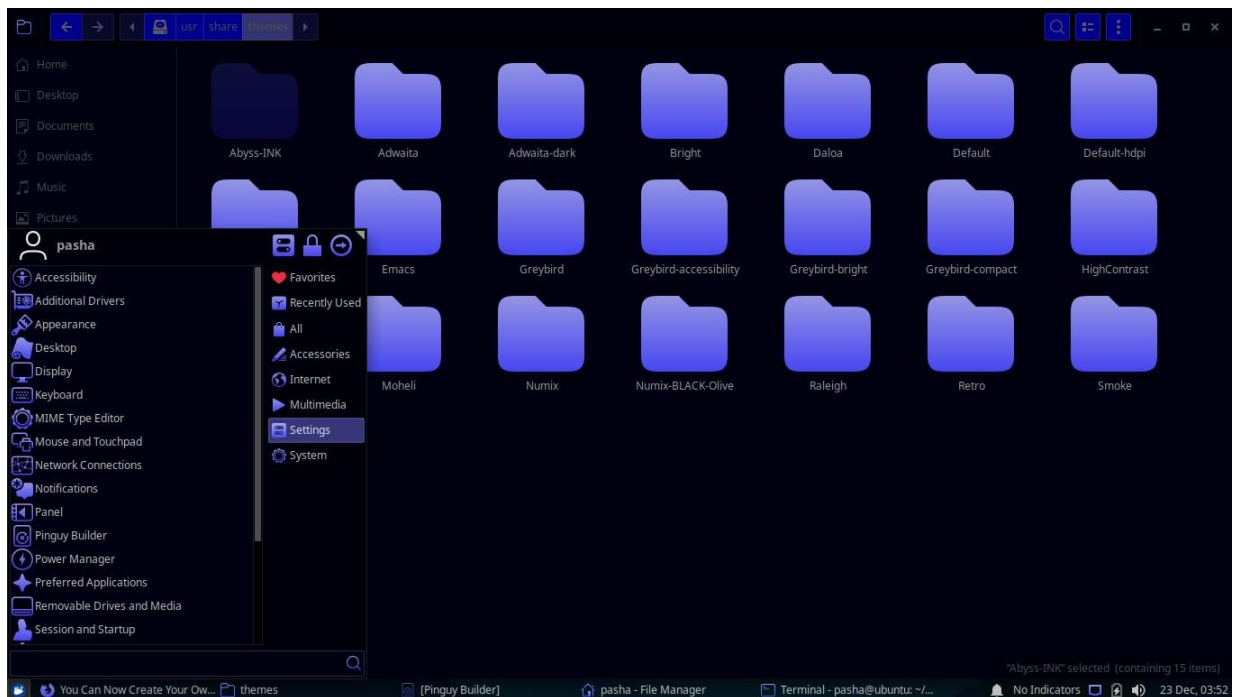 usr share themes
Home
Desktop
Documents
Downloads
Music
Pictures
Abyss-INK Adwaita Adwaita-dark Bright Daloa Default Default-hdpi
Emacs Greybird Greybird-accessibility Greybird-bright Greybird-compact HighContrast
Moheli Numix Numix-BLACK-Olive Raleigh Retro Smoke
pasha
Accessibility
Additional Drivers
Appearance
Desktop
Display
Keyboard
MIME Type Editor
Mouse and Touchpad
Network Connections
Notifications
Panel
Pinguy Builder
Power Manager
Preferred Applications
Removable Drives and Media
Session and Startup
Favorites
Recently Used
All
Accessories
Internet
Multimedia
Settings
System
"Abyss-INK" selected (containing 15 items)
You Can Now Create Your Ow... themes [Pinguy Builder] pasha - File Manager Terminal - pasha@ubuntu: ~/... No Indicators 23 Dec, 03:52